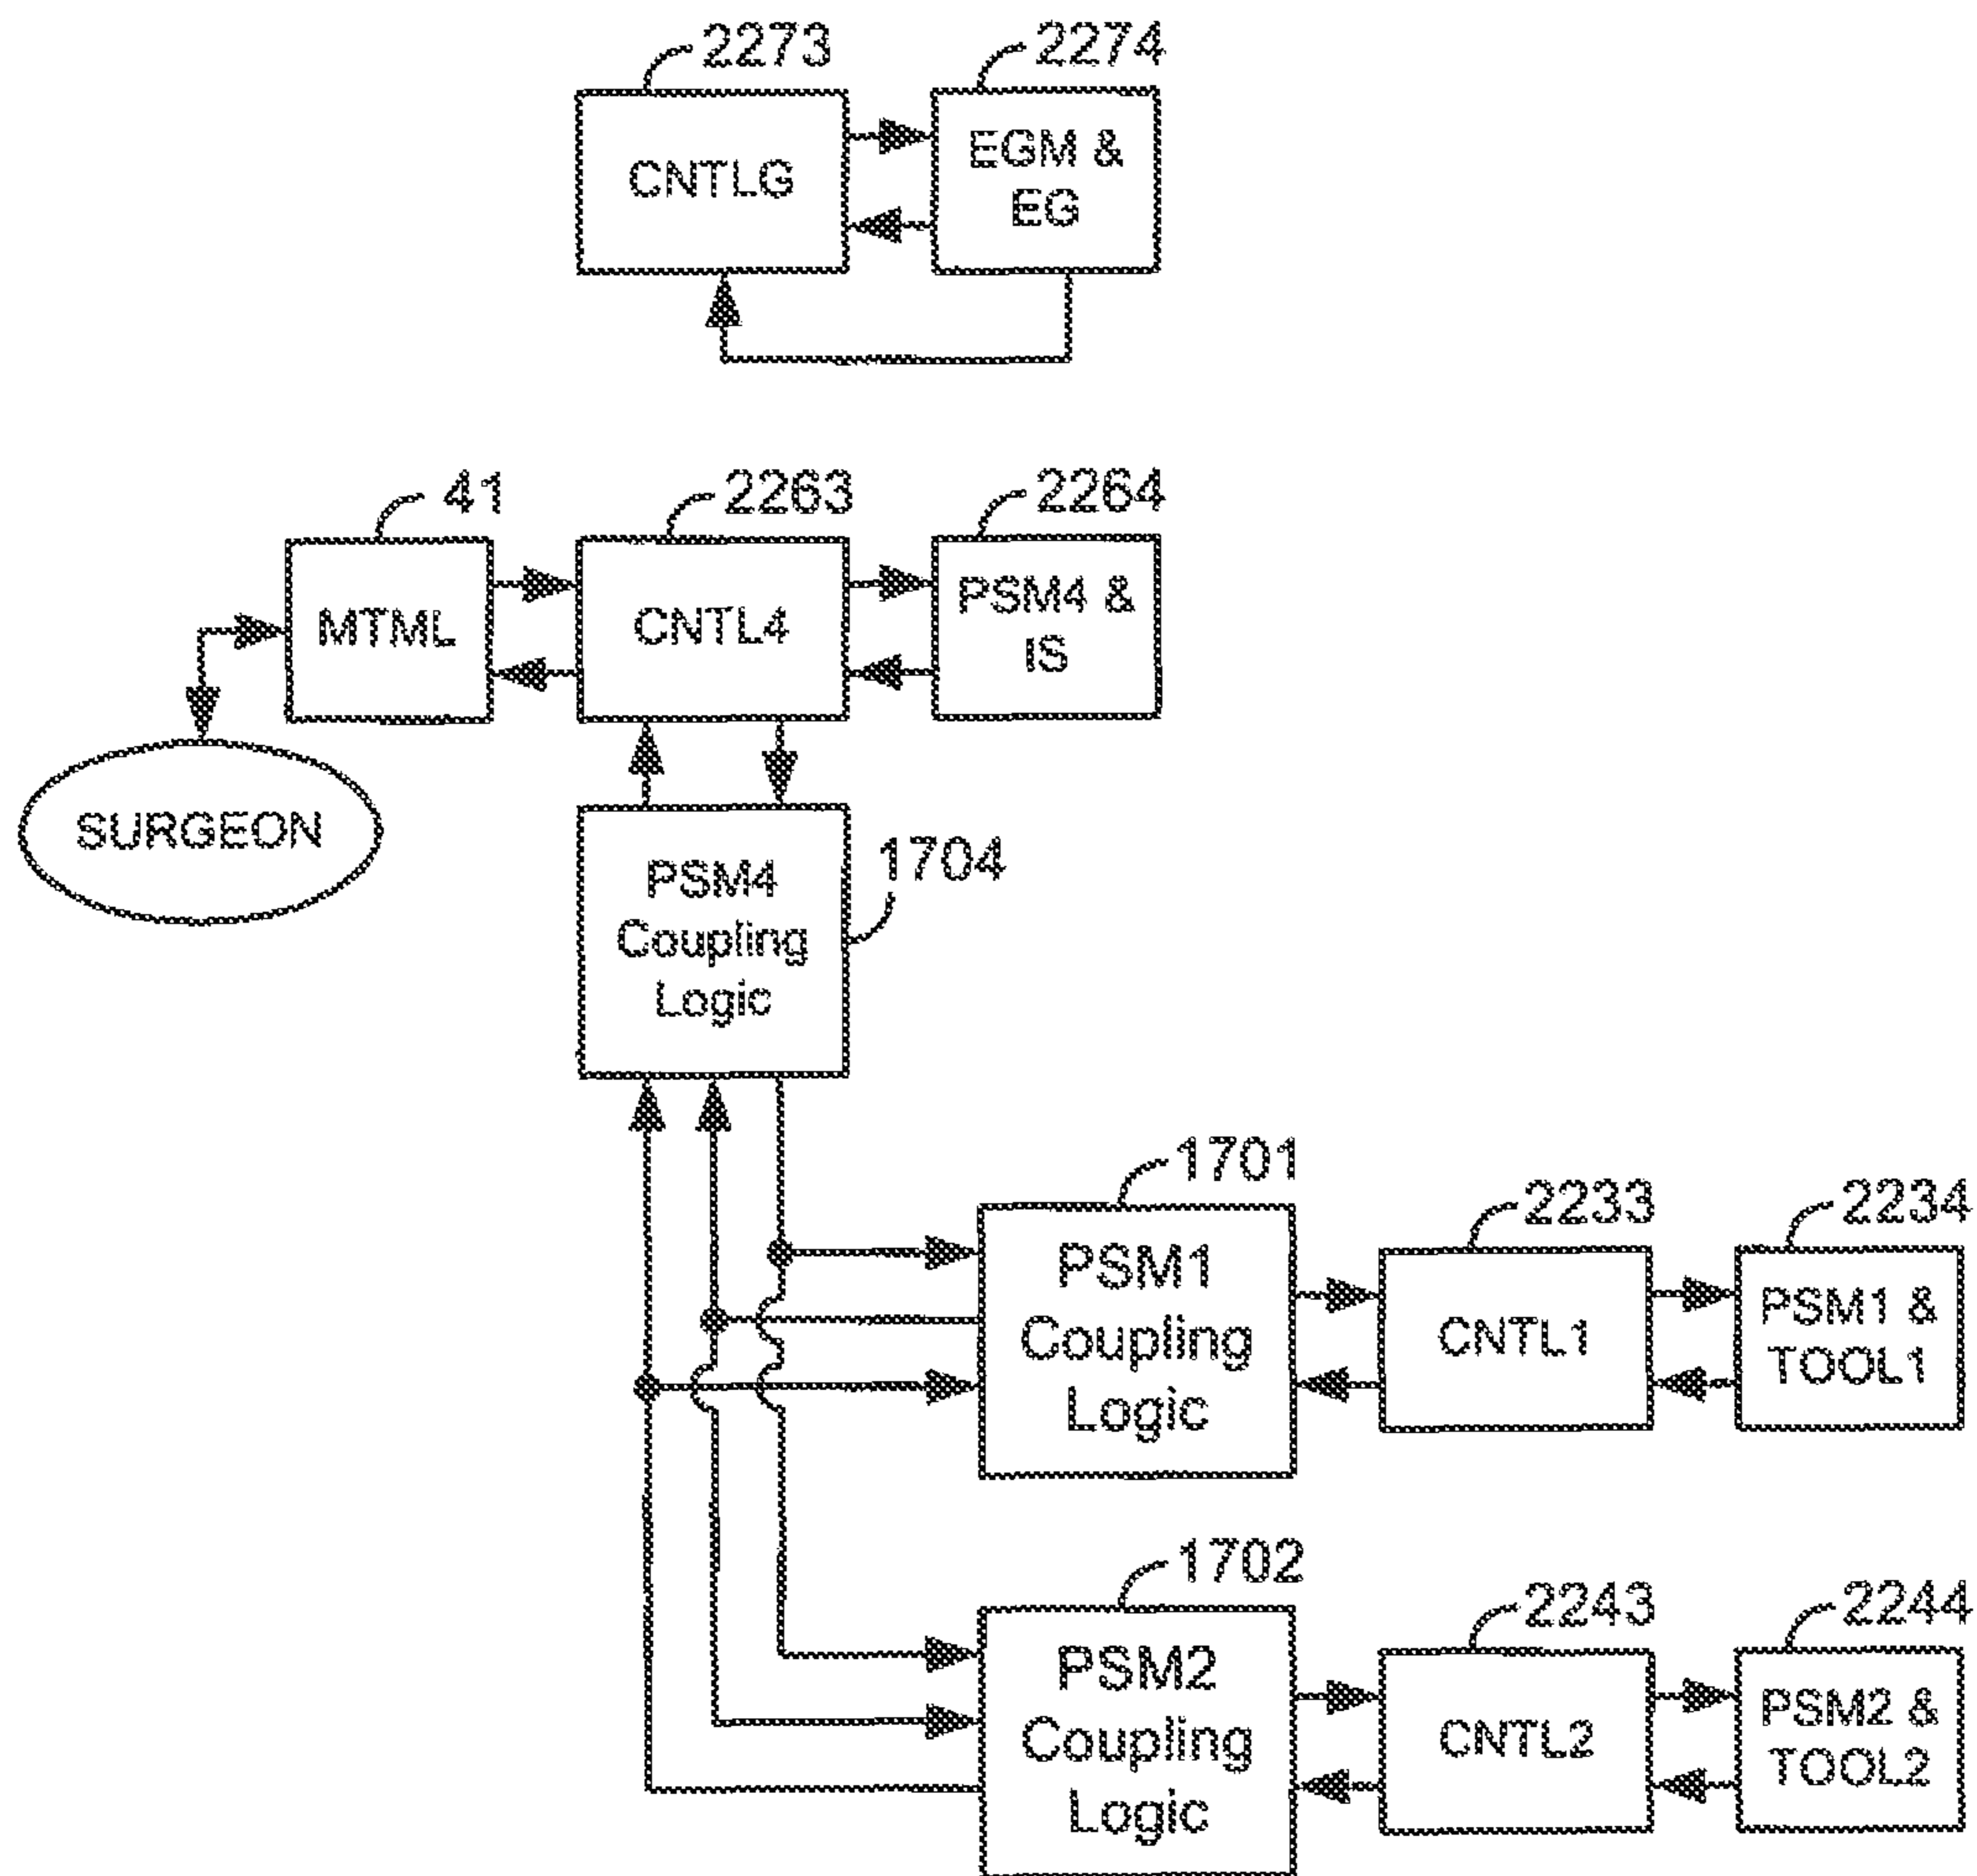 2273
2274
CNTLG
EGM &
EG
41
2263
2264
MTML
CNTL4
PSM4 &
IS
SURGEON
PSM4
Coupling
Logic
1704
1701
2233
2234
PSM1
Coupling
Logic
CNTL1
PSM1 &
TOOL1
1702
2243
2244
PSM2
Coupling
Logic
CNTL2
PSM2 &
TOOL2